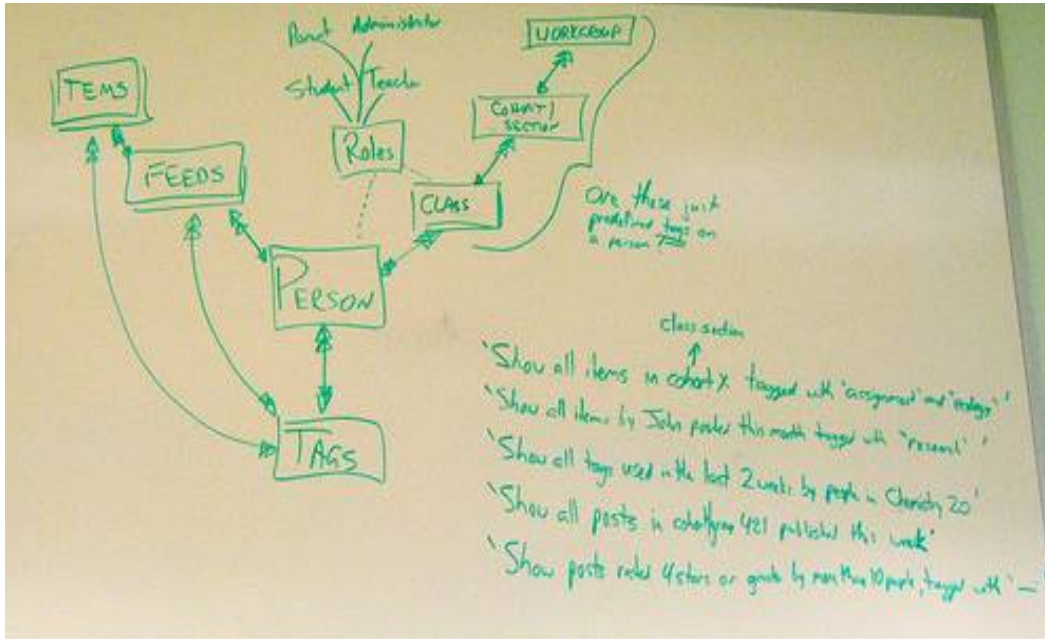 Parent Administrator
Student Teacher
WORKGROUP
ITEMS
COHORT/
SECTION
Roles
FEEDS
CLASS
are these just
predefined tags on
a person?
PERSON
TAGS
class section
'Show all items in cohort X tagged with "assignment" and "ecology"'
'Show all items by John posted this month tagged with "research"'
'Show all tags used in the last 2 weeks by people in Chemistry 20'
'Show all posts in cohort/group 421 published this week'
'Show posts rated 4 stars or greater by more than 10 people, tagged with '—'